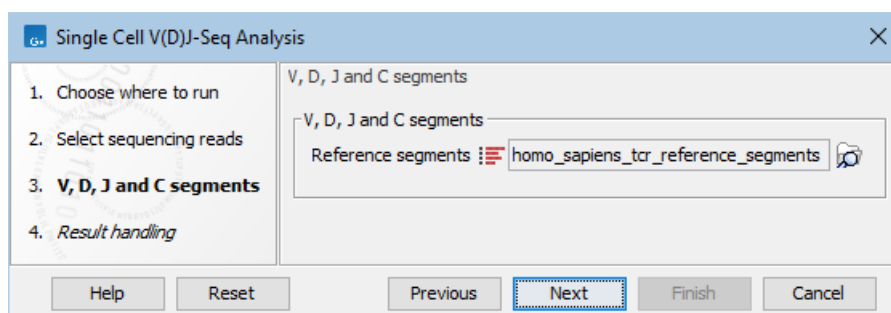 Single Cell V(D)J-Seq Analysis
1. Choose where to run
2. Select sequencing reads
3. V, D, J and C segments
4. Result handling
V, D, J and C segments
V, D, J and C segments
Reference segments homo_sapiens_tcr_reference_segments
Help Reset Previous Next Finish Cancel